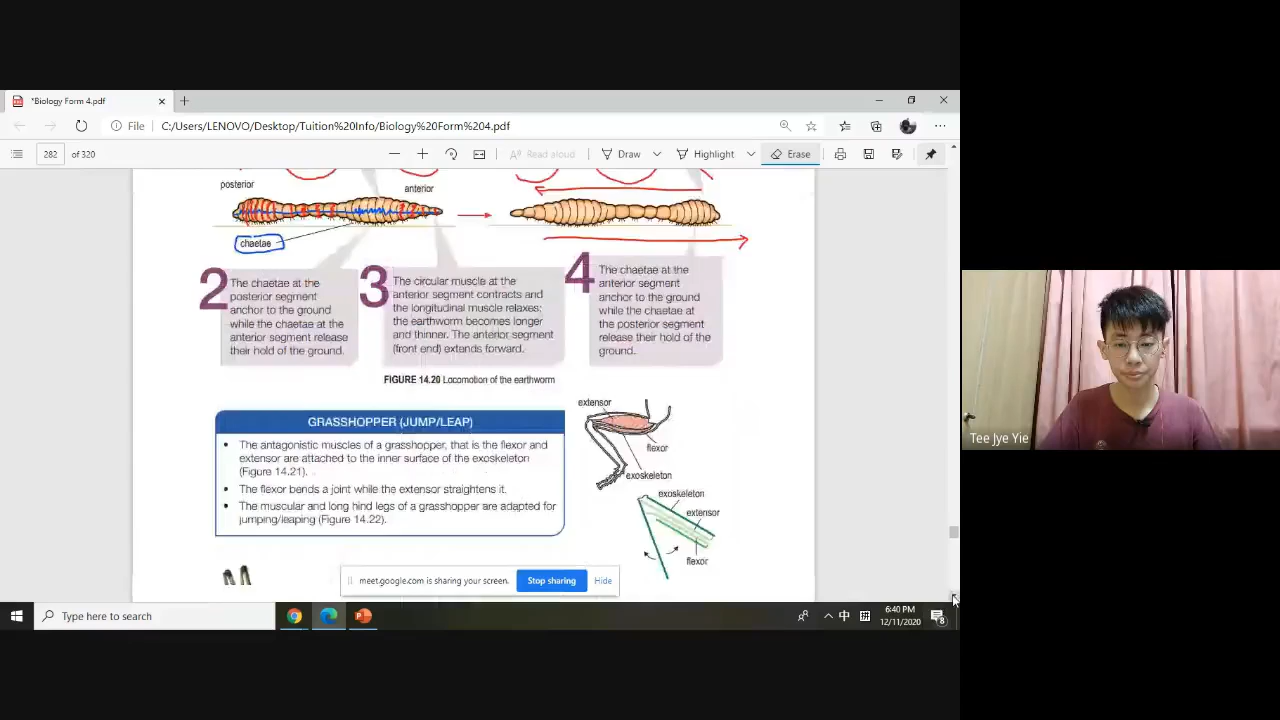 *Biology Form 4.pdf
File
C:/Users/LENOVO/Desktop/Tuition%20Info/Biology%20Form%204.pdf
282 of 320
Read aloud
Draw
Highlight
Erase
posterior
anterior
chaetae
2
The chaetae at the
posterior segment
anchor to the ground
while the chaetae at the
anterior segment release
their hold of the ground.
3
The circular muscle at the
anterior segment contracts and
the longitudinal muscle relaxes;
the earthworm becomes longer
and thinner. The anterior segment
(front end) extends forward.
4
The chaetae at the
anterior segment
anchor to the ground
while the chaetae at
the posterior segment
release their hold of the
ground.
FIGURE 14.20 Locomotion of the earthworm
GRASSHOPPER (JUMP/LEAP)
• The antagonistic muscles of a grasshopper, that is the flexor and
extensor are attached to the inner surface of the exoskeleton
(Figure 14.21).
• The flexor bends a joint while the extensor straightens it.
• The muscular and long hind legs of a grasshopper are adapted for
jumping/leaping (Figure 14.22).
extensor
flexor
exoskeleton
exoskeleton
extensor
flexor
meet.google.com is sharing your screen.
Stop sharing
Hide
Type here to search
中
6:40 PM
12/11/2020
8
Tee Jye Yie